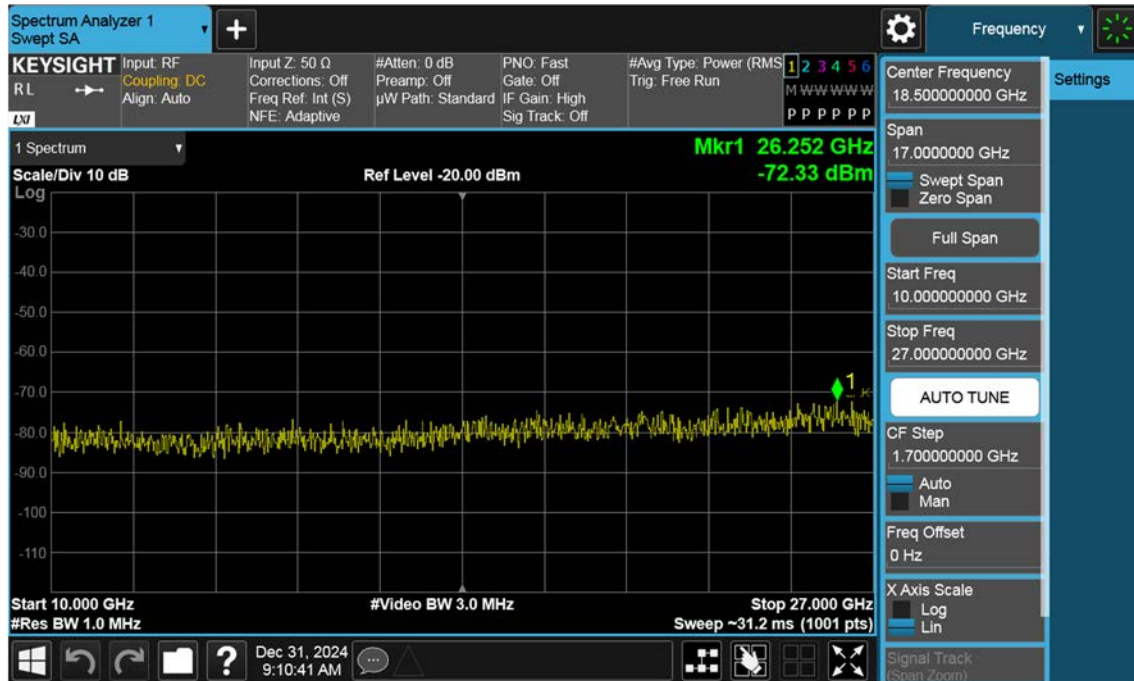 Spectrum Analyzer 1
Swept SA
Frequency
KEYSIGHT
RL
LXI
Input: RF
Coupling: DC
Align: Auto
Input Z: 50 Ω
Corrections: Off
Freq Ref: Int (S)
NFE: Adaptive
#Atten: 0 dB
Preamp: Off
µW Path: Standard
PNO: Fast
Gate: Off
IF Gain: High
Sig Track: Off
#Avg Type: Power (RMS
Trig: Free Run
1 2 3 4 5 6
M W W W W W
P P P P P P
1 Spectrum
Mkr1 26.252 GHz
-72.33 dBm
Scale/Div 10 dB
Ref Level -20.00 dBm
Log
-30.0
-40.0
-50.0
-60.0
-70.0
-80.0
-90.0
-100
-110
1
Start 10.000 GHz
#Video BW 3.0 MHz
Stop 27.000 GHz
#Res BW 1.0 MHz
Sweep ~31.2 ms (1001 pts)
Dec 31, 2024
9:10:41 AM
Center Frequency
18.500000000 GHz
Span
17.0000000 GHz
Swept Span
Zero Span
Full Span
Start Freq
10.000000000 GHz
Stop Freq
27.000000000 GHz
AUTO TUNE
CF Step
1.700000000 GHz
Auto
Man
Freq Offset
0 Hz
X Axis Scale
Log
Lin
Signal Track
(Span Zoom)
Settings